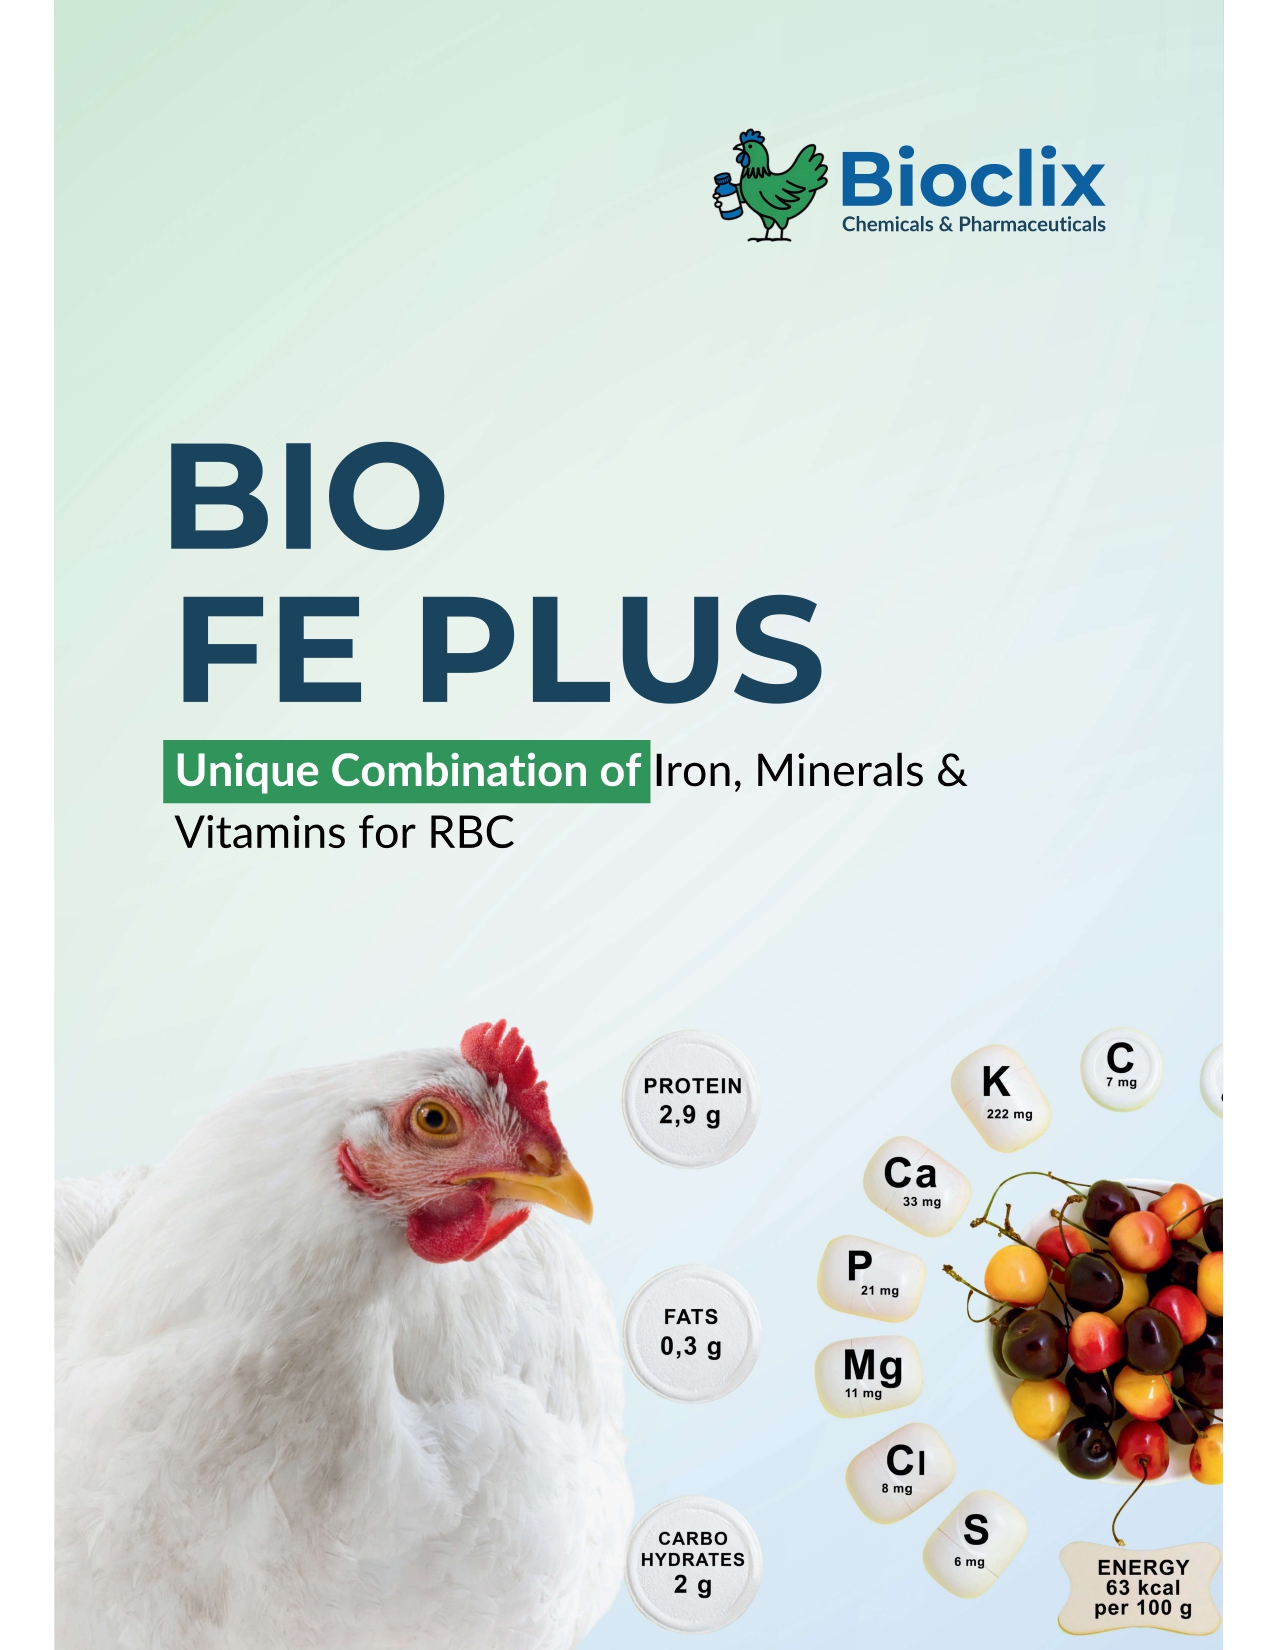 Bioclix
Chemicals & Pharmaceuticals
BIO
FE PLUS
Unique Combination of Iron, Minerals &
Vitamins for RBC
PROTEIN
2,9 g
K
222 mg
C
7 mg
Ca
33 mg
P
21 mg
FATS
0,3 g
Mg
11 mg
Cl
8 mg
S
6 mg
CARBO
HYDRATES
2 g
ENERGY
63 kcal
per 100 g